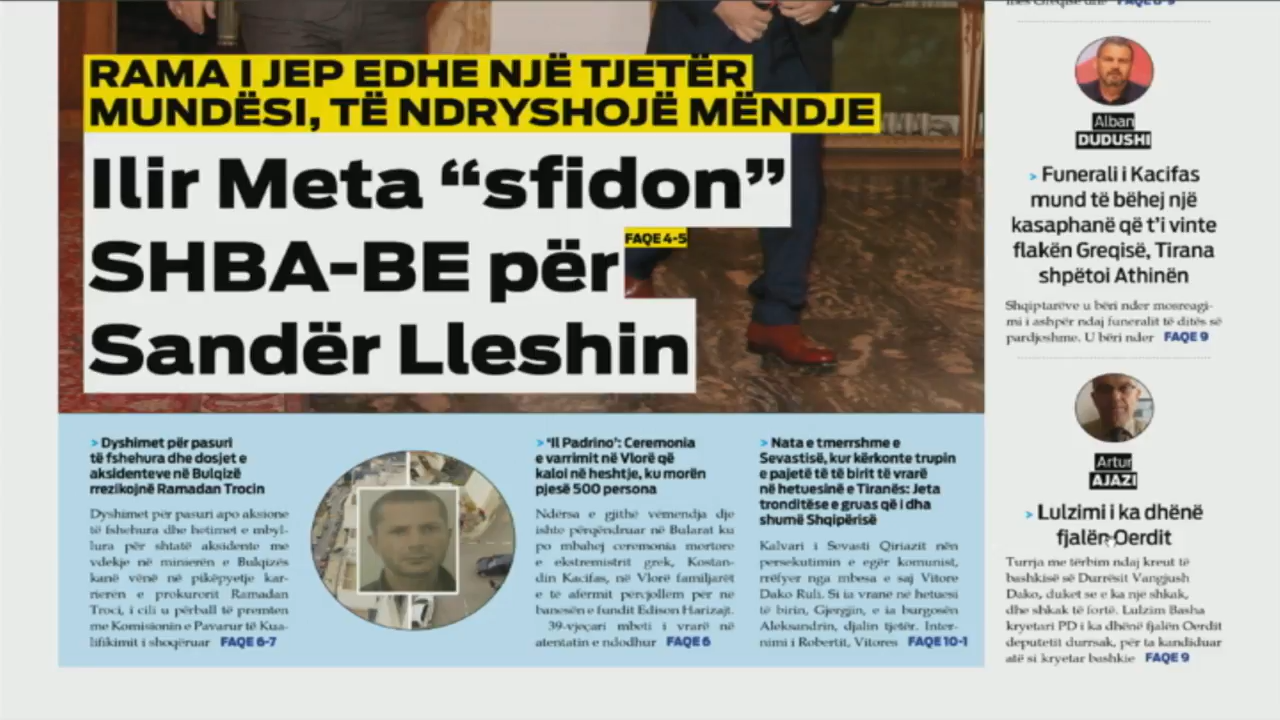 RAMA I JEP EDHE NJË TJETËR
MUNDËSI, TË NDRYSHOJË MËNDJE
Ilir Meta “sfidon”
SHBA-BE për
FAQE 4-5
Sandër Lleshin
> Dyshimet për pasuri
të fshehura dhe dosjet e
aksidenteve në Bulqizë
rrezikojnë Ramadan Trocin
Dyshimet për pasuri apo aksione
të fshehura dhe hetimet e mbyl-
lura për shtatë aksidente me
vdekje në minierën e Bulqizës
kanë vënë në pikëpyetje kar-
rierën e prokurorit Ramadan
Troci, i cili u përball të premten
me Komisionin e Pavarur të Kua-
lifikimit i shoqëruar FAQE 6-7
> ‘Il Padrino’: Ceremonia
e varrimit në Vlorë që
kaloi në heshtje, ku morën
pjesë 500 persona
Ndërsa e gjithë vëmendja dje
ishte përqëndruar në Bularat ku
po mbahej ceremonia mortore
e ekstremistit grek, Kostan-
din Kacifas, në Vlorë familjarët
e të afërmit përcjollëm për në
banesën e fundit Edison Harizajt.
39-vjeçari mbeti i vrarë në
atentatin e ndodhur FAQE 6
> Nata e tmerrshme e
Sevastisë, kur kërkonte trupin
e pajetë të të birit të vrarë
në hetuesinë e Tiranës: Jeta
tronditëse e gruas që i dha
shumë Shqipërisë
Kalvari i Sevasti Qiriazit nën
persekutimin e egër komunist,
rrëfyer nga mbesa e saj Vitore
Dako Ruli. Si ia vranë në hetuesi
të birin, Gjergjin, e ia burgosën
Aleksandrin, djalin tjetër. Inter-
nimi i Robertit, Vitores FAQE 10-1
Alban
DUDUSHI
> Funerali i Kacifas
mund të bëhej një
kasaphanë që t’i vinte
flakën Greqisë, Tirana
shpëtoi Athinën
Shqiptarëve u bëri nder mosreagi-
mi i ashpër ndaj funeralit të ditës së
pardjeshme. U bëri nder FAQE 9
Artur
AJAZI
> Lulzimi i ka dhënë
fjalën Oerdit
Turrja me tërbim ndaj kreut të
bashkisë së Durrësit Vangjush
Dako, duket se e ka një shkak,
dhe shkak të fortë. Lulzim Basha
kryetari PD i ka dhënë fjalën Oerdit
deputetit durrsak, për ta kandiduar
atë si kryetar bashkie FAQE 9